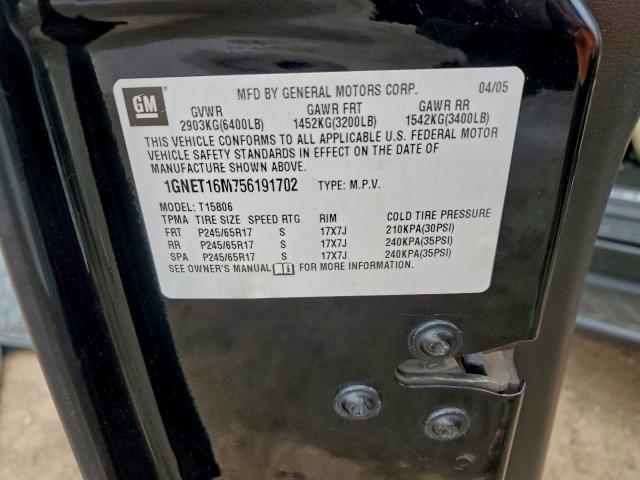 GM
MFD BY GENERAL MOTORS CORP. 04/05
GVWR GAWR FRT GAWR RR
2903KG(6400LB) 1452KG(3200LB) 1542KG(3400LB)
THIS VEHICLE CONFORMS TO ALL APPLICABLE U.S. FEDERAL MOTOR
VEHICLE SAFETY STANDARDS IN EFFECT ON THE DATE OF
MANUFACTURE SHOWN ABOVE.
1GNET16M756191702 TYPE: M.P.V.
MODEL: T15806
TPMA TIRE SIZE SPEED RTG RIM COLD TIRE PRESSURE
FRT P245/65R17 S 17X7J 210KPA(30PSI)
RR P245/65R17 S 17X7J 240KPA(35PSI)
SPA P245/65R17 S 17X7J 240KPA(35PSI)
SEE OWNER'S MANUAL FOR MORE INFORMATION.